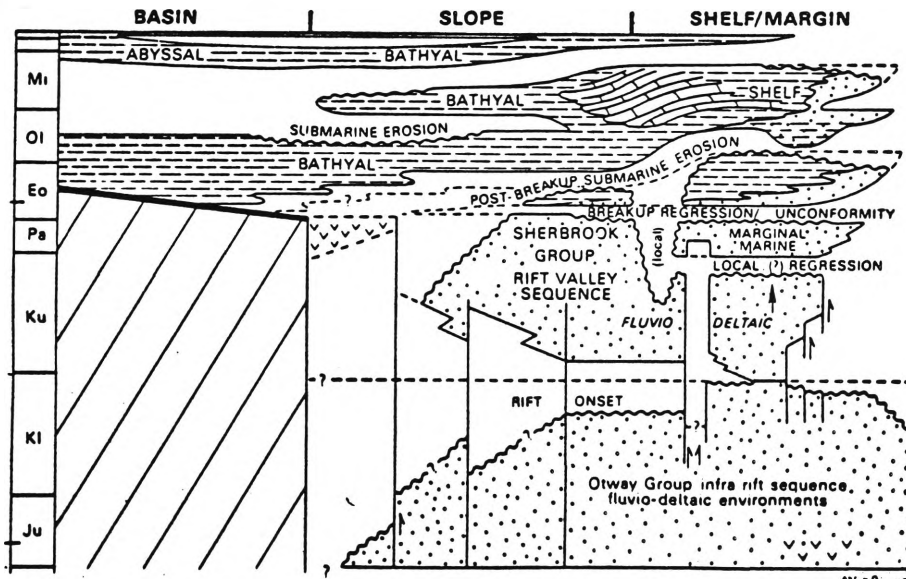 BASIN
SLOPE
SHELF/MARGIN
ABYSSAL
BATHYAL
Mi
BATHYAL
SHELF
Ol
SUBMARINE EROSION
BATHYAL
POST-BREAKUP SUBMARINE EROSION
Eo
?
BREAKUP REGRESSION/ UNCONFORMITY
Pa
SHERBROOK
GROUP
RIFT VALLEY
SEQUENCE
(local)
MARGINAL
MARINE
LOCAL (?) REGRESSION
Ku
FLUVIO
DELTAIC
?
RIFT
ONSET
Kl
?
Otway Group infra rift sequence,
fluvio-deltaic environments
Ju
?